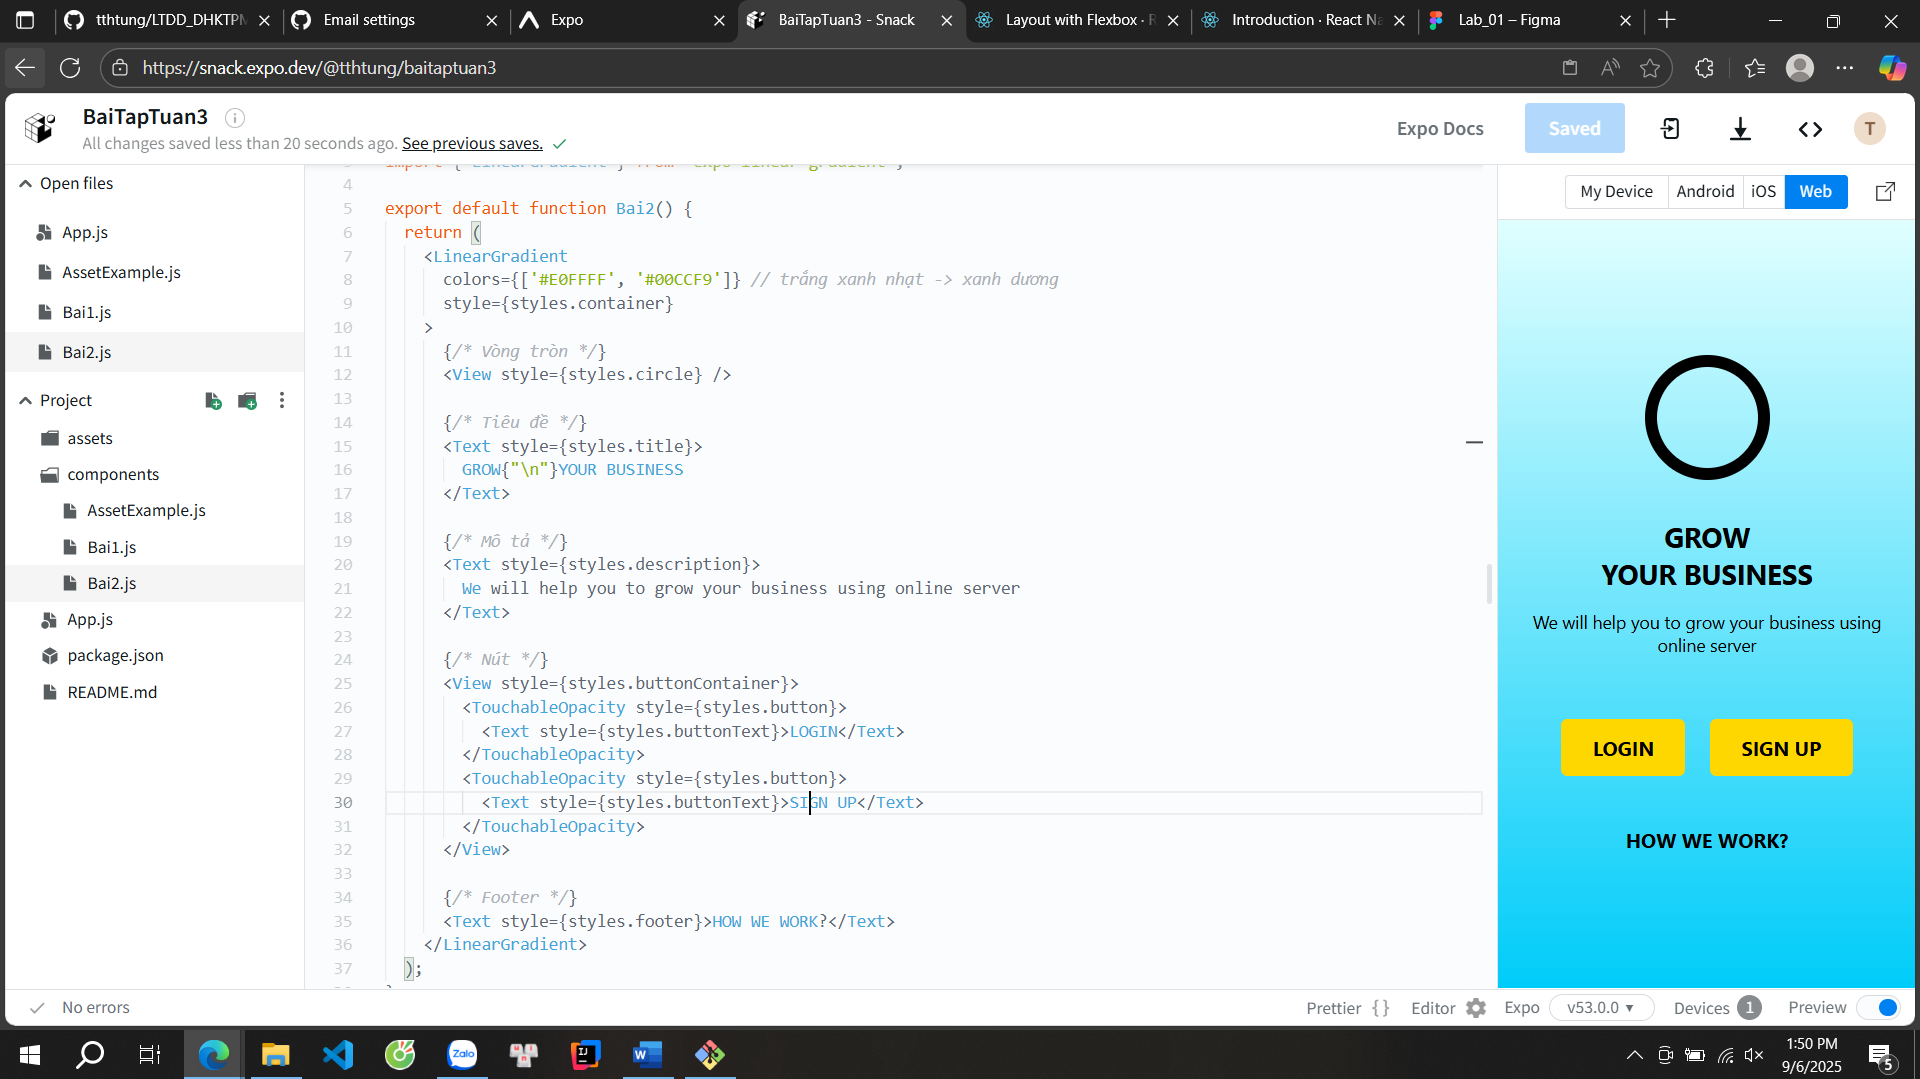 tthtung/LTDD_DHKTPM
Email settings
Expo
BaiTapTuan3 - Snack
Layout with Flexbox · R
Introduction · React Na
Lab_01 – Figma
https://snack.expo.dev/@tthtung/baitaptuan3
BaiTapTuan3
All changes saved less than 20 seconds ago. See previous saves.
Expo Docs
Saved
T
Open files
App.js
AssetExample.js
Bai1.js
Bai2.js
Project
assets
components
AssetExample.js
Bai1.js
Bai2.js
App.js
package.json
README.md
4
5 export default function Bai2() {
6 return (
7 <LinearGradient
8 colors={['#E0FFFF', '#00CCF9']} // trắng xanh nhạt -> xanh dương
9 style={styles.container}
10 >
11 {/* Vòng tròn */}
12 <View style={styles.circle} />
13
14 {/* Tiêu đề */}
15 <Text style={styles.title}>
16 GROW{"\n"}YOUR BUSINESS
17 </Text>
18
19 {/* Mô tả */}
20 <Text style={styles.description}>
21 We will help you to grow your business using online server
22 </Text>
23
24 {/* Nút */}
25 <View style={styles.buttonContainer}>
26 <TouchableOpacity style={styles.button}>
27 <Text style={styles.buttonText}>LOGIN</Text>
28 </TouchableOpacity>
29 <TouchableOpacity style={styles.button}>
30 <Text style={styles.buttonText}>SIGN UP</Text>
31 </TouchableOpacity>
32 </View>
33
34 {/* Footer */}
35 <Text style={styles.footer}>HOW WE WORK?</Text>
36 </LinearGradient>
37 );
My Device
Android
iOS
Web
GROW
YOUR BUSINESS
We will help you to grow your business using
online server
LOGIN
SIGN UP
HOW WE WORK?
No errors
Prettier { }
Editor
Expo
v53.0.0
Devices 1
Preview
Zalo
1:50 PM
9/6/2025
5